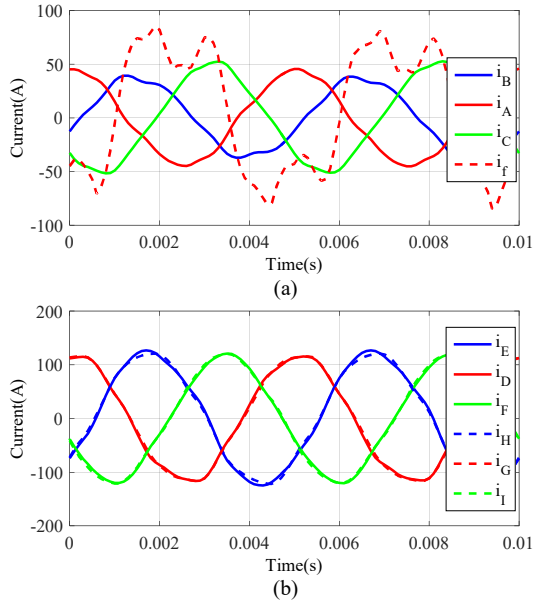 100
50
0
-50
-100
Current(A)
i_B
i_A
i_C
i_f
0 0.002 0.004 0.006 0.008 0.01
Time(s)
(a)
200
100
0
-100
-200
Current(A)
i_E
i_D
i_F
i_H
i_G
i_I
0 0.002 0.004 0.006 0.008 0.01
Time(s)
(b)